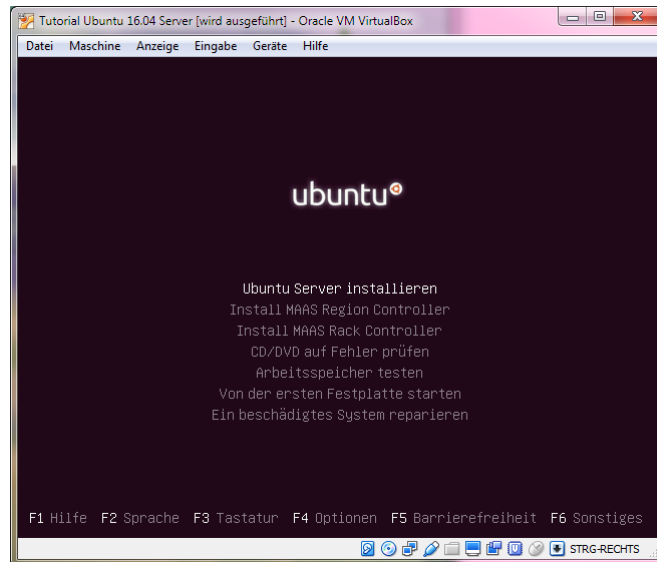 Tutorial Ubuntu 16.04 Server [wird ausgeführt] - Oracle VM VirtualBox
Datei Maschine Anzeige Eingabe Geräte Hilfe
ubuntu
Ubuntu Server installieren
Install MAAS Region Controller
Install MAAS Rack Controller
CD/DVD auf Fehler prüfen
Arbeitsspeicher testen
Von der ersten Festplatte starten
Ein beschädigtes System reparieren
F1 Hilfe F2 Sprache F3 Tastatur F4 Optionen F5 Barrierefreiheit F6 Sonstiges
STRG-RECHTS